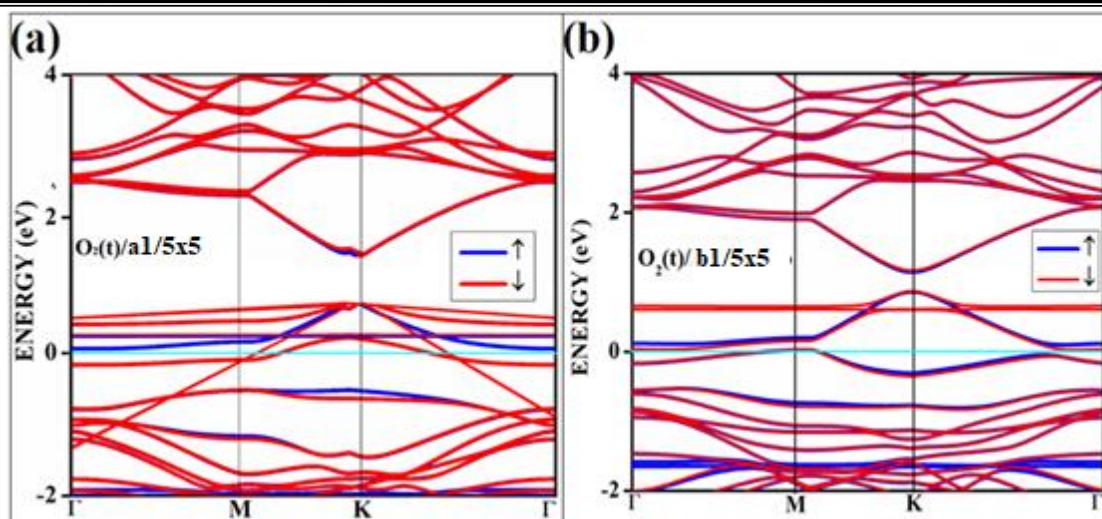 (a)
ENERGY (eV)
4
2
0
-2
O₂(t)/a1/5x5
↑
↓
Γ M K Γ
(b)
ENERGY (eV)
4
2
0
-2
O₂(t)/ b1/5x5
↑
↓
Γ M K Γ